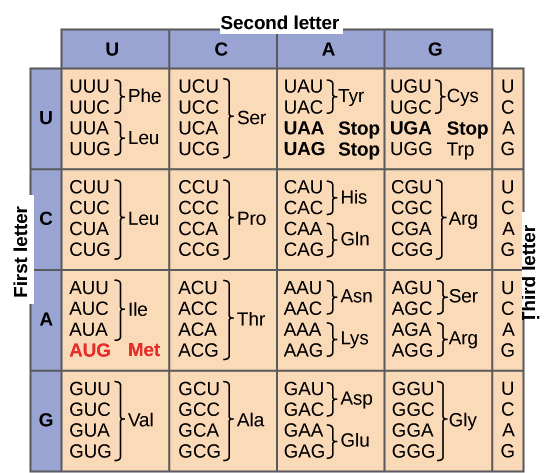 Second letter
U C A G
First letter
Third letter
U
UUU UUC Phe
UUA UUG Leu
UCU UCC UCA UCG Ser
UAU UAC Tyr
UAA Stop
UAG Stop
UGU UGC Cys
UGA Stop
UGG Trp
U
C
A
G
C
CUU CUC CUA CUG Leu
CCU CCC CCA CCG Pro
CAU CAC His
CAA CAG Gln
CGU CGC CGA CGG Arg
U
C
A
G
A
AUU AUC AUA Ile
AUG Met
ACU ACC ACA ACG Thr
AAU AAC Asn
AAA AAG Lys
AGU AGC Ser
AGA AGG Arg
U
C
A
G
G
GUU GUC GUA GUG Val
GCU GCC GCA GCG Ala
GAU GAC Asp
GAA GAG Glu
GGU GGC GGA GGG Gly
U
C
A
G